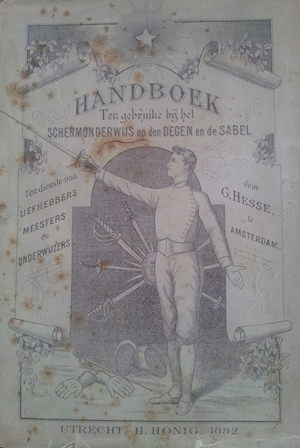 HANDBOEK
Ten gebruike bij het
SCHERMONDERWIJS op den DEGEN en de SABEL
Ten dienste van
LIEFHEBBERS
MEESTERS
en
ONDERWIJZERS
door
G. HESSE,
te
AMSTERDAM.
UTRECHT, H. HONIG, 1892.